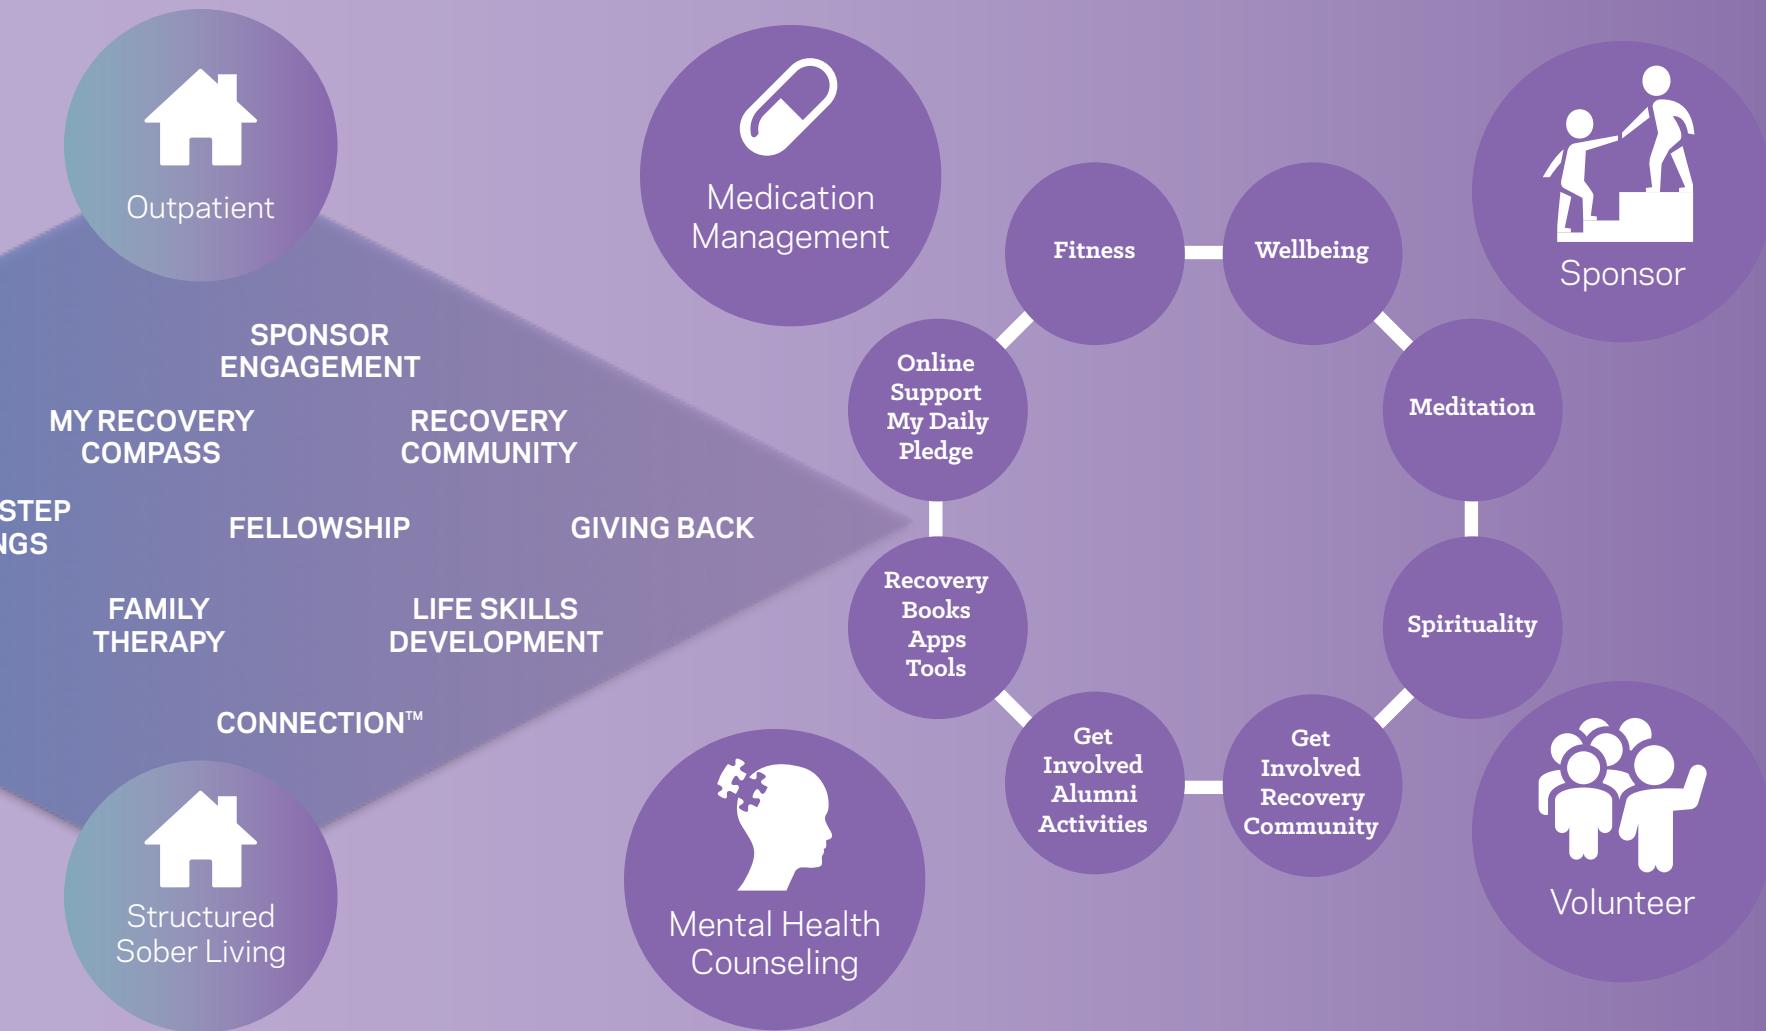 Outpatient
SPONSOR
ENGAGEMENT
MY RECOVERY
COMPASS
RECOVERY
COMMUNITY
STEP
NGS
FELLOWSHIP
GIVING BACK
FAMILY
THERAPY
LIFE SKILLS
DEVELOPMENT
CONNECTION™
Structured
Sober Living
Medication
Management
Mental Health
Counseling
Fitness
Wellbeing
Meditation
Spirituality
Get
Involved
Recovery
Community
Get
Involved
Alumni
Activities
Recovery
Books
Apps
Tools
Online
Support
My Daily
Pledge
Sponsor
Volunteer